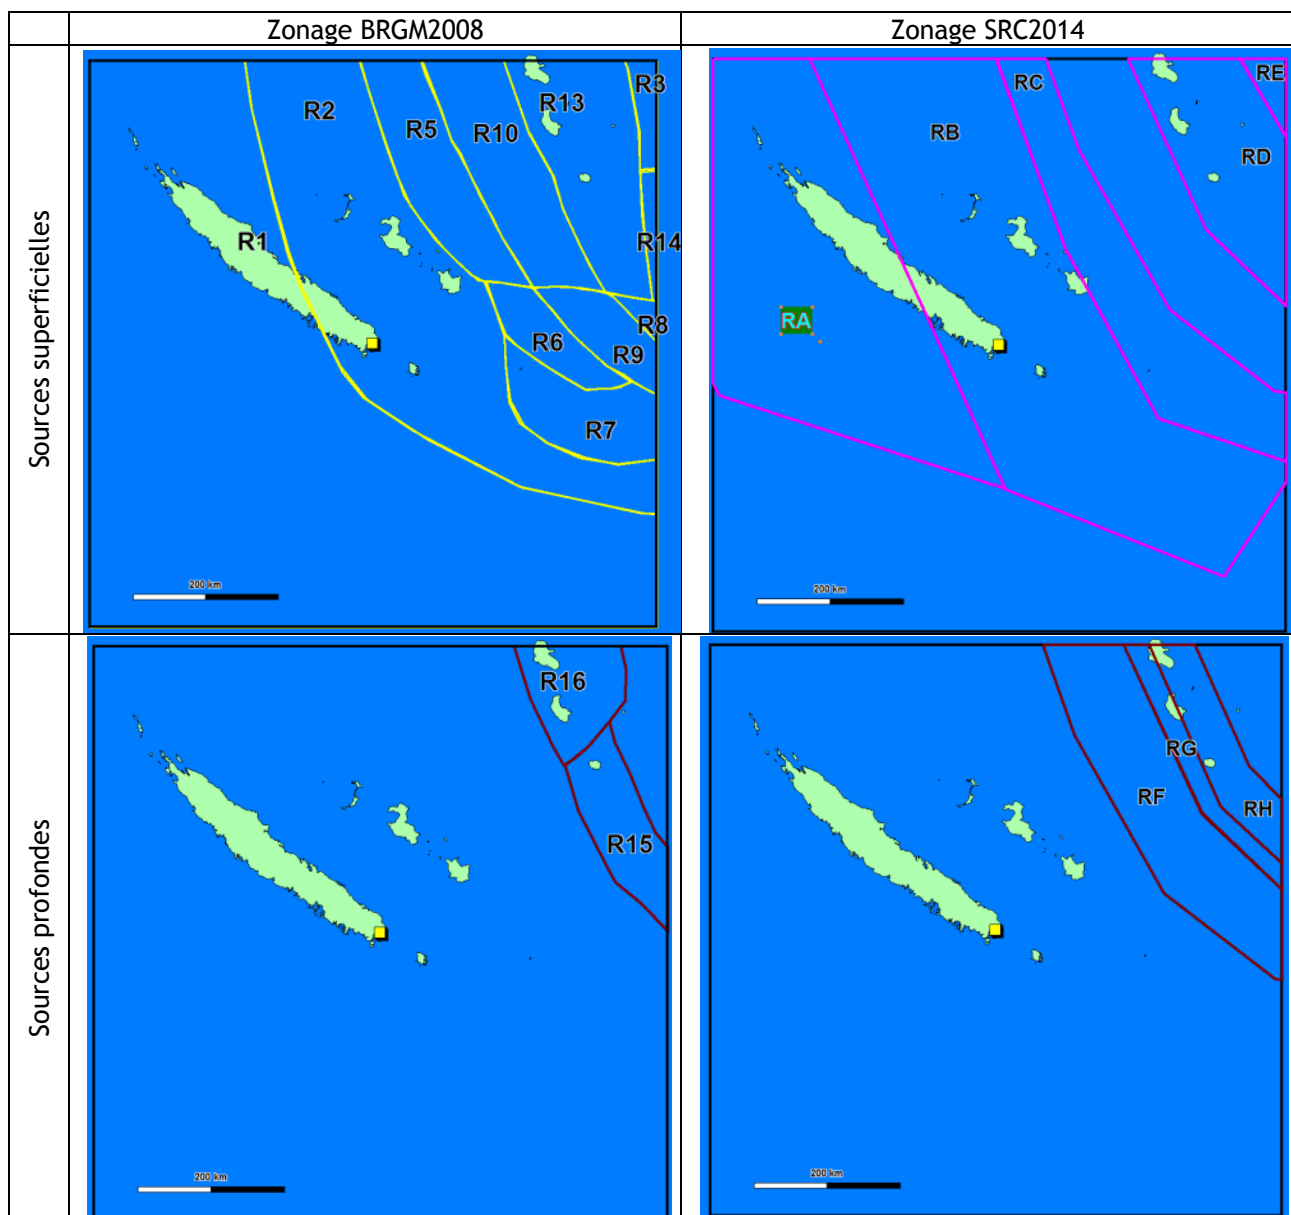 Zonage BRGM2008
Zonage SRC2014
Sources superficielles
R2
R5
R10
R13
R3
R1
R14
R8
R6
R9
R7
200 km
RC
RE
RB
RD
RA
200 km
Sources profondes
R16
R15
200 km
RG
RF
RH
200 km